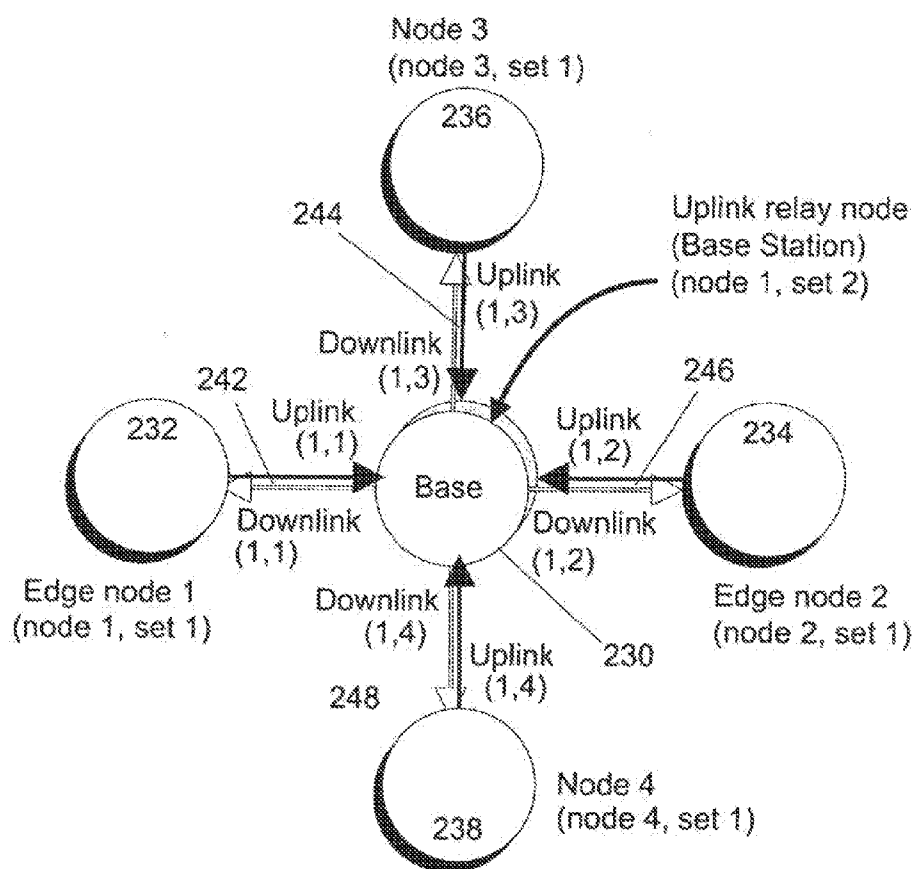 Node 3
(node 3, set 1)
236
244
Uplink relay node
(Base Station)
(node 1, set 2)
Uplink
(1,3)
Downlink
(1,3)
242
246
232
Uplink
(1,1)
Uplink
(1,2)
234
Base
Downlink
(1,1)
Downlink
(1,2)
Edge node 1
(node 1, set 1)
Downlink
(1,4)
Edge node 2
(node 2, set 1)
230
Uplink
(1,4)
248
Node 4
(node 4, set 1)
238